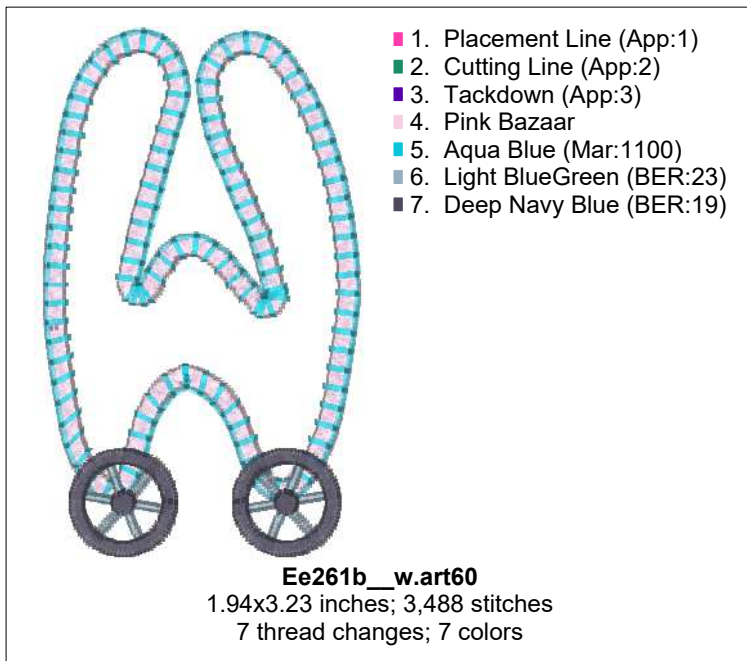 1. Placement Line (App:1)
2. Cutting Line (App:2)
3. Tackdown (App:3)
4. Pink Bazaar
5. Aqua Blue (Mar:1100)
6. Light BlueGreen (BER:23)
7. Deep Navy Blue (BER:19)
Ee261b__w.art60
1.94x3.23 inches; 3,488 stitches
7 thread changes; 7 colors